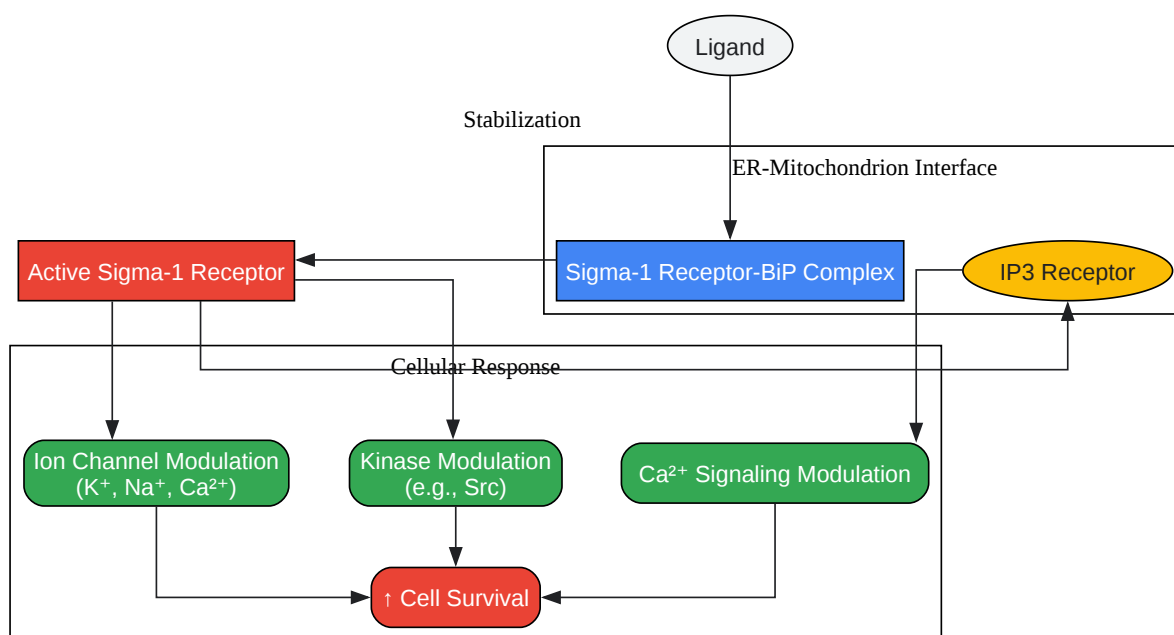 Ligand
Stabilization
ER-Mitochondrion Interface
Active Sigma-1 Receptor
Sigma-1 Receptor-BiP Complex
IP3 Receptor
Cellular Response
Ion Channel Modulation
(K⁺, Na⁺, Ca²⁺)
Kinase Modulation
(e.g., Src)
Ca²⁺ Signaling Modulation
↑ Cell Survival